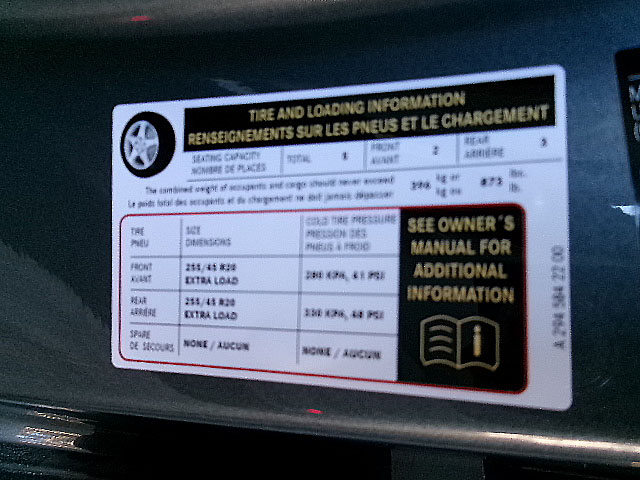 TIRE AND LOADING INFORMATION
RENSEIGNEMENTS SUR LES PNEUS ET LE CHARGEMENT
SEATING CAPACITY
NOMBRE DE PLACES
TOTAL 5
FRONT
AVANT
2
REAR
ARRIÈRE
3
The combined weight of occupants and cargo should never exceed
Le poids total des occupants et du chargement ne doit jamais dépasser
kg or
kg ou
873
lbs.
lb.
TIRE
PNEU
SIZE
DIMENSIONS
COLD TIRE PRESSURE
PRESSION DES
PNEUS À FROID
FRONT
AVANT
255/45 R20
EXTRA LOAD
280 KPA, 41 PSI
REAR
ARRIÈRE
255/45 R20
EXTRA LOAD
330 KPA, 48 PSI
SPARE
DE SECOURS
NONE / AUCUN
NONE / AUCUN
SEE OWNER'S
MANUAL FOR
ADDITIONAL
INFORMATION
A 294 584 22 00